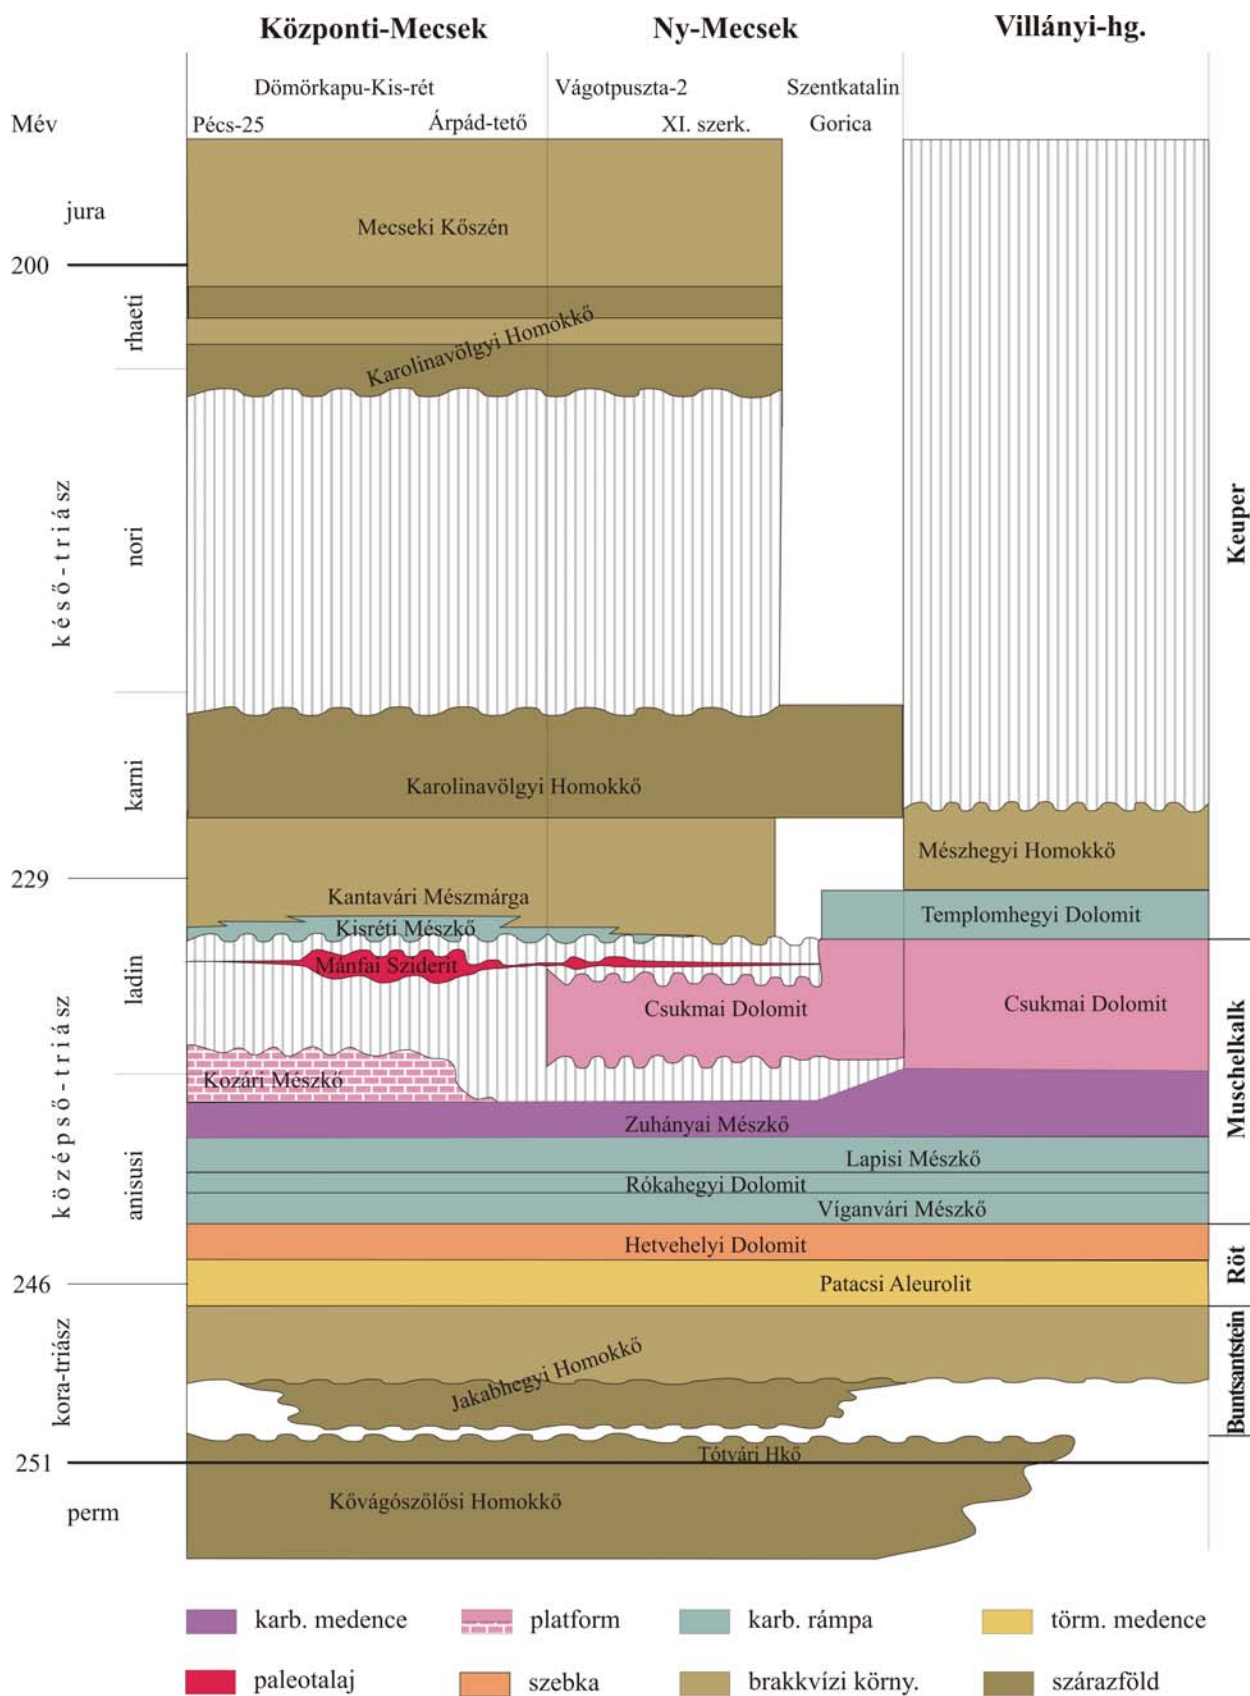 Központi-Mecsek
Ny-Mecsek
Villányi-hg.
Dömörkapu-Kis-rét
Vágotpuszta-2
Szentkatalin
Mév
Pécs-25
Árpád-tető
XI. szerk.
Gorica
jura
Mecseki Kőszén
200
rhaeti
Karolinavölgyi Homokkő
késő-triász
nori
Keuper
karni
Karolinavölgyi Homokkő
Mészhegyi Homokkő
229
Kantavári Mészmárga
Templomhegyi Dolomit
Kisréti Mészkő
Mánfai Sziderit
ladin
Csukmai Dolomit
Csukmai Dolomit
középső-triász
Muschelkalk
Kozári Mészkő
Zuhányai Mészkő
anisusi
Lapisi Mészkő
Rókahegyi Dolomit
Víganvári Mészkő
Hetvehelyi Dolomit
Röt
246
Patacsi Aleurolit
kora-triász
Jakabhegyi Homokkő
Buntsantstein
Tótvári Hkő
251
Kővágószőlősi Homokkő
perm
karb. medence
platform
karb. rámpa
törm. medence
paleotalaj
szebka
brakkvízi körny.
szárazföld